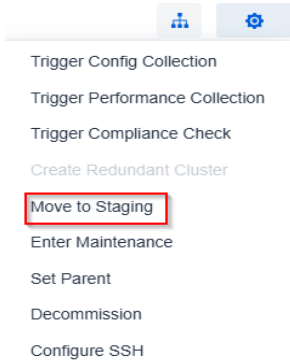 Trigger Config Collection
Trigger Performance Collection
Trigger Compliance Check
Create Redundant Cluster
Move to Staging
Enter Maintenance
Set Parent
Decommission
Configure SSH